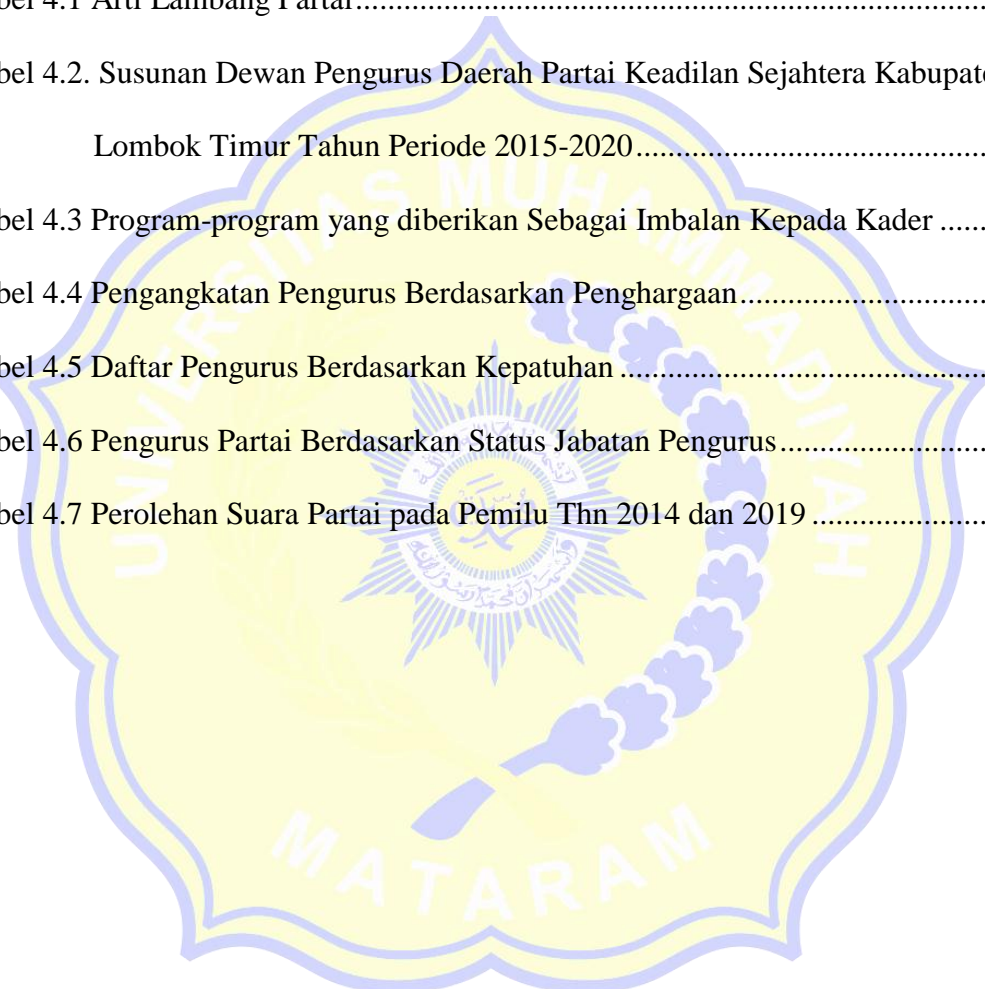 bel 4.1 Arti Lambang Partai................................................................................
bel 4.2. Susunan Dewan Pengurus Daerah Partai Keadilan Sejahtera Kabupate
Lombok Timur Tahun Periode 2015-2020............................................
bel 4.3 Program-program yang diberikan Sebagai Imbalan Kepada Kader ......
bel 4.4 Pengangkatan Pengurus Berdasarkan Penghargaan...............................
bel 4.5 Daftar Pengurus Berdasarkan Kepatuhan ..............................................
bel 4.6 Pengurus Partai Berdasarkan Status Jabatan Pengurus..........................
bel 4.7 Perolehan Suara Partai pada Pemilu Thn 2014 dan 2019 ......................
UNIVERSITAS MUHAMMADIYAH
MATARAM